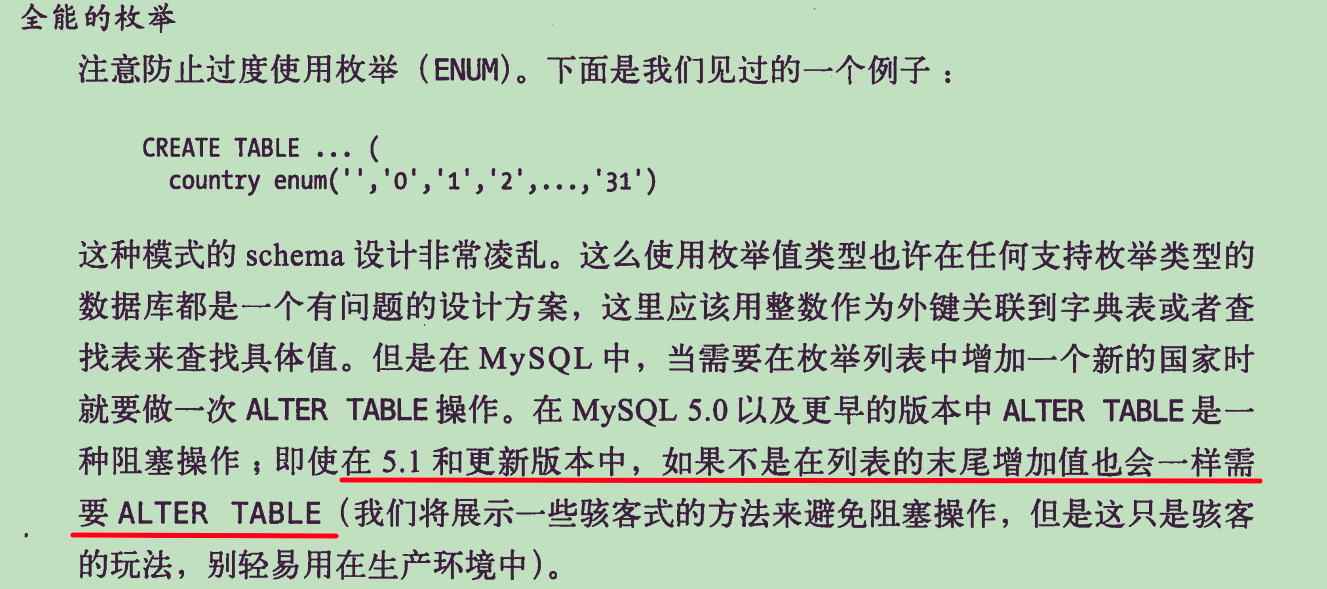 全能的枚举
注意防止过度使用枚举（ENUM）。下面是我们见过的一个例子：
CREATE TABLE ... (
country enum('','0','1','2',...,'31')
这种模式的 schema 设计非常凌乱。这么使用枚举值类型也许在任何支持枚举类型的
数据库都是一个有问题的设计方案，这里应该用整数作为外键关联到字典表或者查
找表来查找具体值。但是在 MySQL 中，当需要在枚举列表中增加一个新的国家时
就要做一次 ALTER TABLE 操作。在 MySQL 5.0 以及更早的版本中 ALTER TABLE 是一
种阻塞操作；即使在 5.1 和更新版本中，如果不是在列表的末尾增加值也会一样需
要 ALTER TABLE（我们将展示一些骇客式的方法来避免阻塞操作，但是这只是骇客
的玩法，别轻易用在生产环境中）。